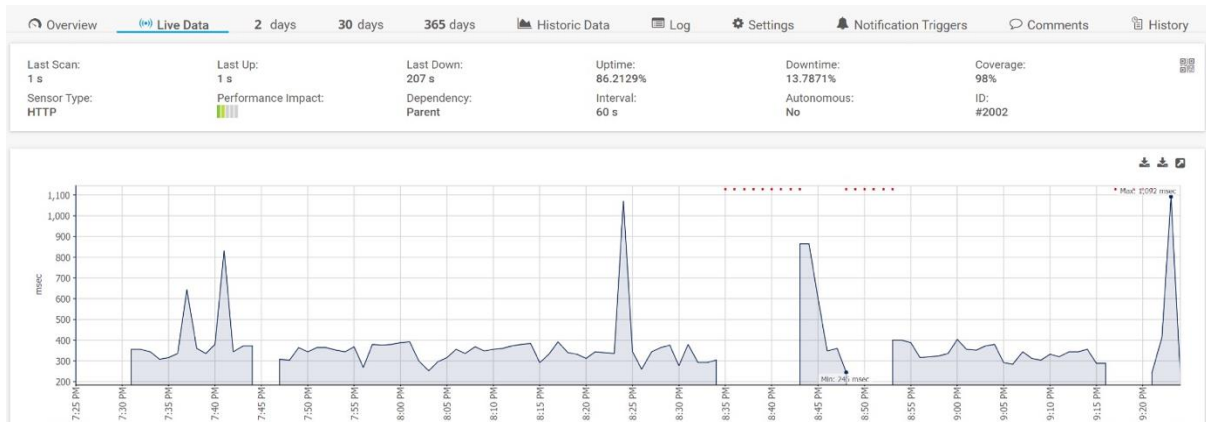 Overview Live Data 2 days 30 days 365 days Historic Data Log Settings Notification Triggers Comments History
Last Scan: Last Up: Last Down: Uptime: Downtime: Coverage:
1 s 1 s 207 s 86.2129% 13.7871% 98%
Sensor Type: Performance Impact: Dependency: Interval: Autonomous: ID:
HTTP Parent 60 s No #2002
Max: 1,092 msec
1,100
1,000
900
800
700
600
500
400
300
200
msec
Min: 245 msec
7:25 PM 7:30 PM 7:35 PM 7:40 PM 7:45 PM 7:50 PM 7:55 PM 8:00 PM 8:05 PM 8:10 PM 8:15 PM 8:20 PM 8:25 PM 8:30 PM 8:35 PM 8:40 PM 8:45 PM 8:50 PM 8:55 PM 9:00 PM 9:05 PM 9:10 PM 9:15 PM 9:20 PM